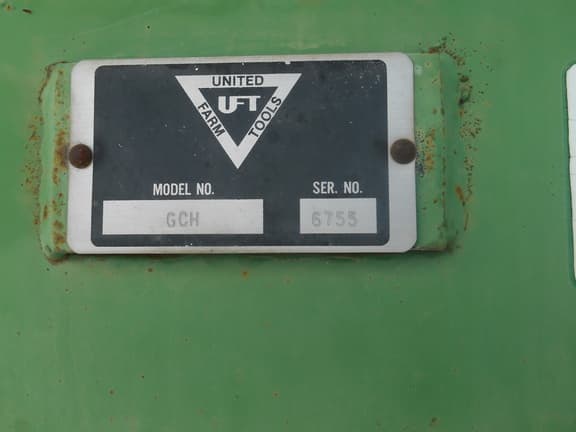 UNITED
UFT
FARM
TOOLS
MODEL NO.
SER. NO.
GCH
6755